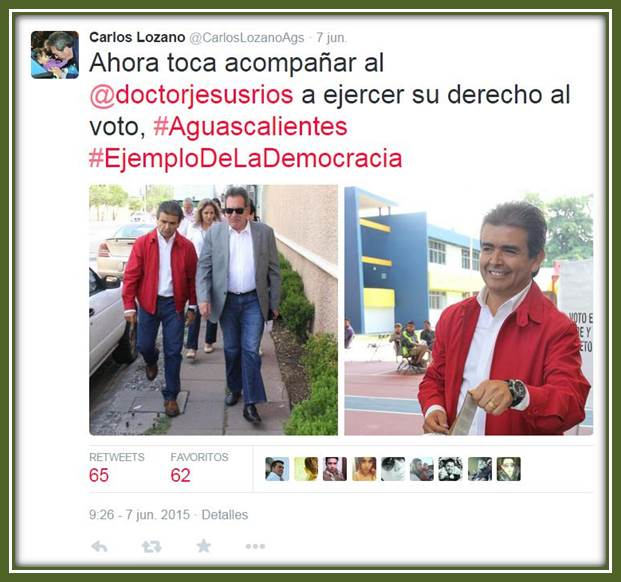 Carlos Lozano @CarlosLozanoAgs · 7 jun.
Ahora toca acompañar al
@doctorjesusrios a ejercer su derecho al
voto, #Aguascalientes
#EjemploDeLaDemocracia
VOTO E
RE Y
ETO
RETWEETS FAVORITOS
65 62
9:26 - 7 jun. 2015 · Detalles